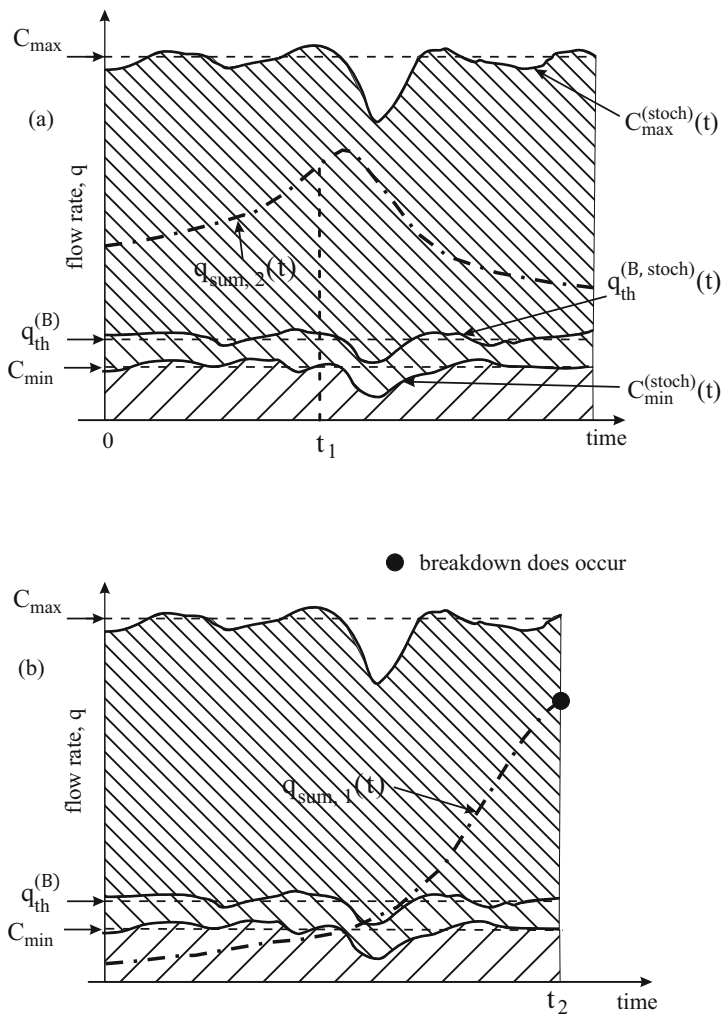 C_max
(a)
C_max^(stoch)(t)
flow rate, q
q_sum, 2(t)
q_th^(B, stoch)(t)
q_th^(B)
C_min
C_min^(stoch)(t)
0
t_1
time
breakdown does occur
C_max
(b)
flow rate, q
q_sum, 1(t)
q_th^(B)
C_min
t_2
time